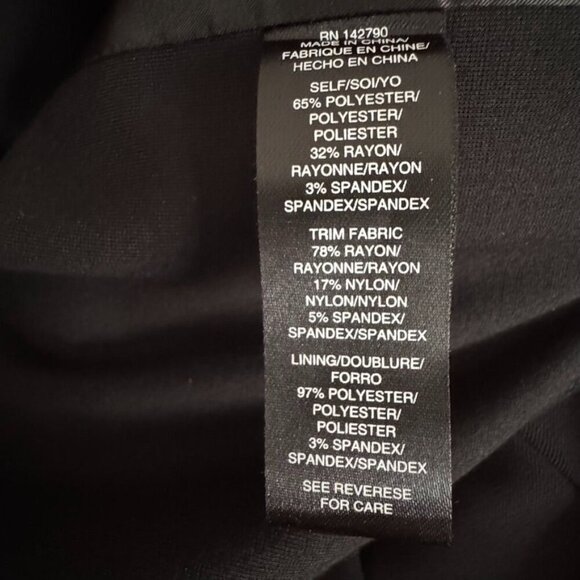 RN 142790
MADE IN CHINA/
FABRIQUE EN CHINE/
HECHO EN CHINA
SELF/SOI/YO
65% POLYESTER/
POLYESTER/
POLIESTER
32% RAYON/
RAYONNE/RAYON
3% SPANDEX/
SPANDEX/SPANDEX
TRIM FABRIC
78% RAYON/
RAYONNE/RAYON
17% NYLON/
NYLON/NYLON
5% SPANDEX/
SPANDEX/SPANDEX
LINING/DOUBLURE/
FORRO
97% POLYESTER/
POLYESTER/
POLIESTER
3% SPANDEX/
SPANDEX/SPANDEX
SEE REVERESE
FOR CARE